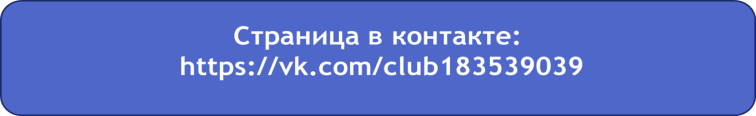 Страница в контакте:
https://vk.com/club183539039